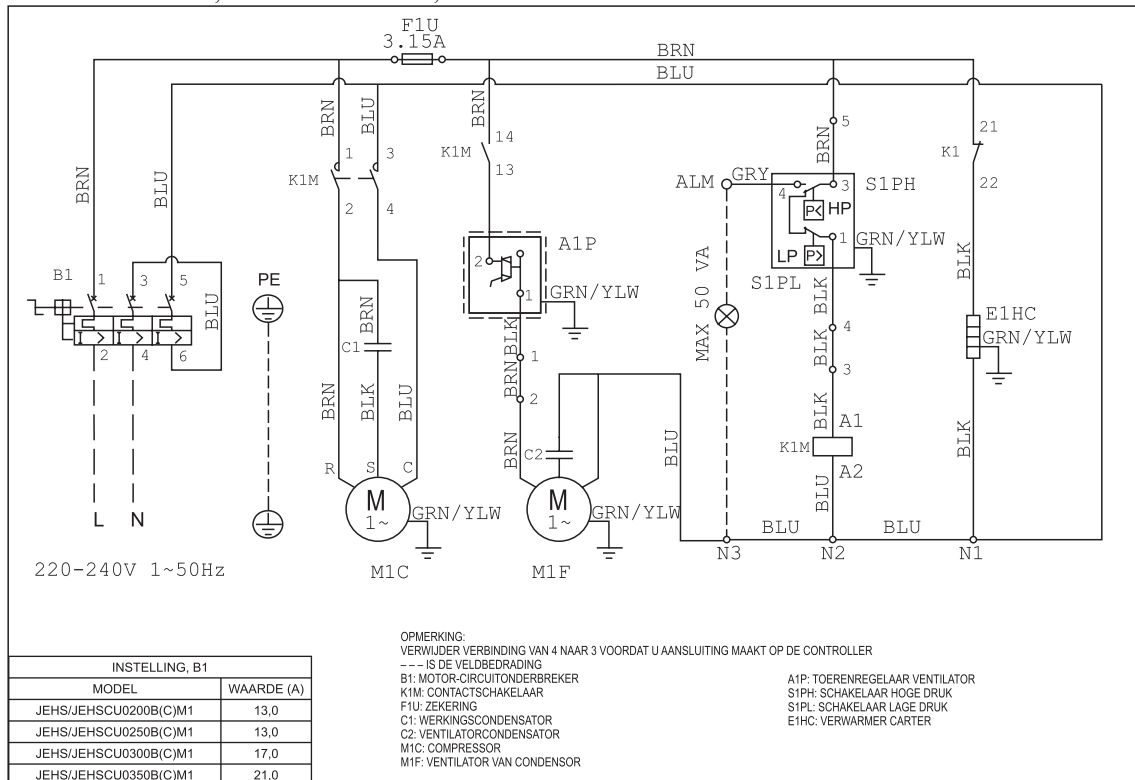 F1U
3.15A
BRN
BLU
BRN
BLU
BRN
BLU
BRN
14
K1M
13
5
BRN
21
K1
22
1
3
K1M
2
4
ALM
GRY
4
3
S1PH
P<
HP
1
LP
P>
GRN/YLW
S1PL
A1P
2
1
GRN/YLW
B1
1
3
5
BLU
2
4
6
PE
BRN
C1
BRN
BLK
BLU
BLK
1
BRN
2
BRN
C2
MAX 50 VA
BLK
4
BLK
3
BLK
A1
K1M
A2
BLU
BLK
E1HC
GRN/YLW
BLK
BLU
R
S
C
M
1~
GRN/YLW
M
1~
GRN/YLW
L
N
BLU
BLU
N3
N2
N1
220-240V 1~50Hz
M1C
M1F
INSTELLING, B1
MODEL WAARDE (A)
JEHS/JEHSCU0200B(C)M1 13,0
JEHS/JEHSCU0250B(C)M1 13,0
JEHS/JEHSCU0300B(C)M1 17,0
JEHS/JEHSCU0350B(C)M1 21,0
OPMERKING:
VERWIJDER VERBINDING VAN 4 NAAR 3 VOORDAT U AANSLUITING MAAKT OP DE CONTROLLER
--- IS DE VELDBEDRADING
B1: MOTOR-CIRCUITONDERBREKER
K1M: CONTACTSCHAKELAAR
F1U: ZEKERING
C1: WERKINGSCONDENSATOR
C2: VENTILATORCONDENSATOR
M1C: COMPRESSOR
M1F: VENTILATOR VAN CONDENSOR
A1P: TOERENREGELAAR VENTILATOR
S1PH: SCHAKELAAR HOGE DRUK
S1PL: SCHAKELAAR LAGE DRUK
E1HC: VERWARMER CARTER